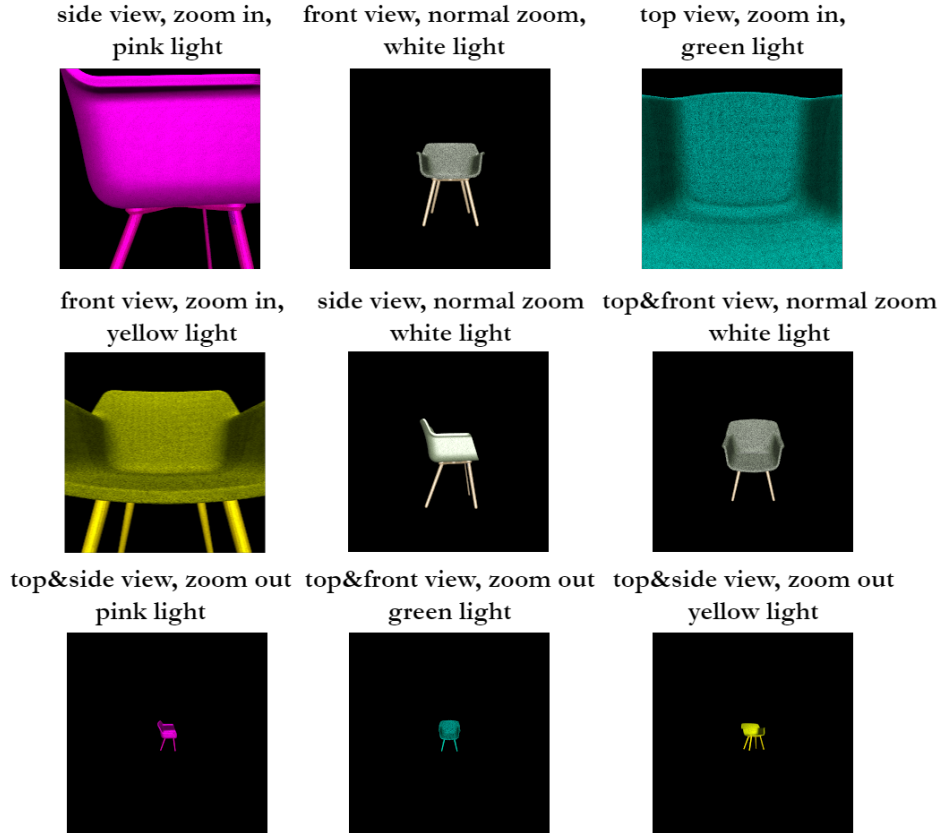 side view, zoom in,
pink light
front view, normal zoom,
white light
top view, zoom in,
green light
front view, zoom in,
yellow light
side view, normal zoom
white light
top&front view, normal zoom
white light
top&side view, zoom out
pink light
top&front view, zoom out
green light
top&side view, zoom out
yellow light